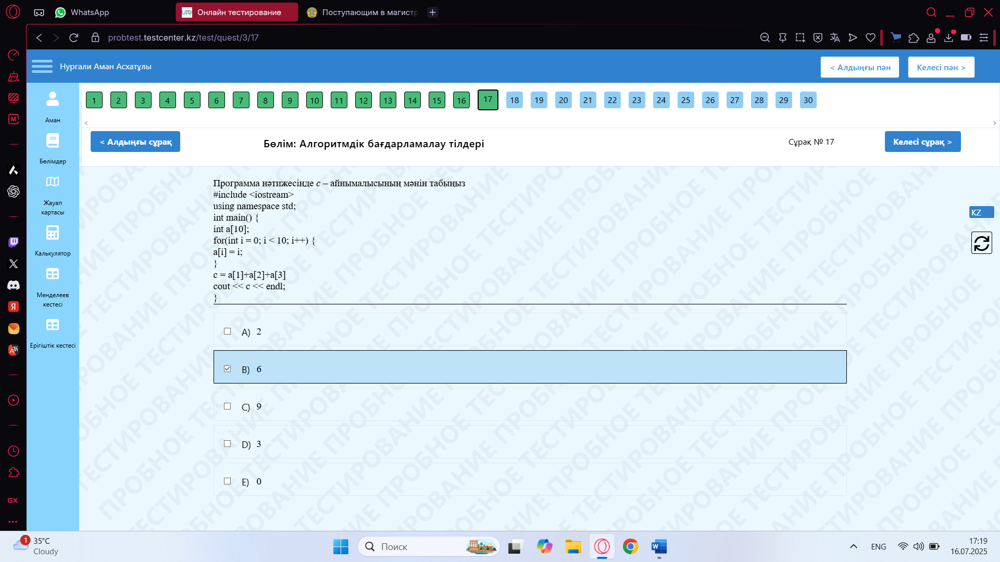 WhatsApp
Онлайн тестирование
Поступающим в магистр
probtest.testcenter.kz/test/quest/3/17
Нургали Аман Асхатұлы
< Алдыңғы пән
Келесі пән >
1 2 3 4 5 6 7 8 9 10 11 12 13 14 15 16 17 18 19 20 21 22 23 24 25 26 27 28 29 30
< Алдыңғы сұрақ
Бөлім: Алгоритмдік бағдарламалау тілдері
Сұрақ № 17
Келесі сұрақ >
Аман
Бөлімдер
Жауап
картасы
Калькулятор
Менделеев
кестесі
Ерігіштік кестесі
Программа нәтижесінде c – айнымалысының мәнін табыңыз
#include <iostream>
using namespace std;
int main() {
int a[10];
for(int i = 0; i < 10; i++) {
a[i] = i;
}
c = a[1]+a[2]+a[3]
cout << c << endl;
}
KZ
A) 2
B) 6
C) 9
D) 3
E) 0
ПРОБНОЕ ТЕСТИРОВАНИЕ
GX
1
35°C
Cloudy
Поиск
ENG
17:19
16.07.2025